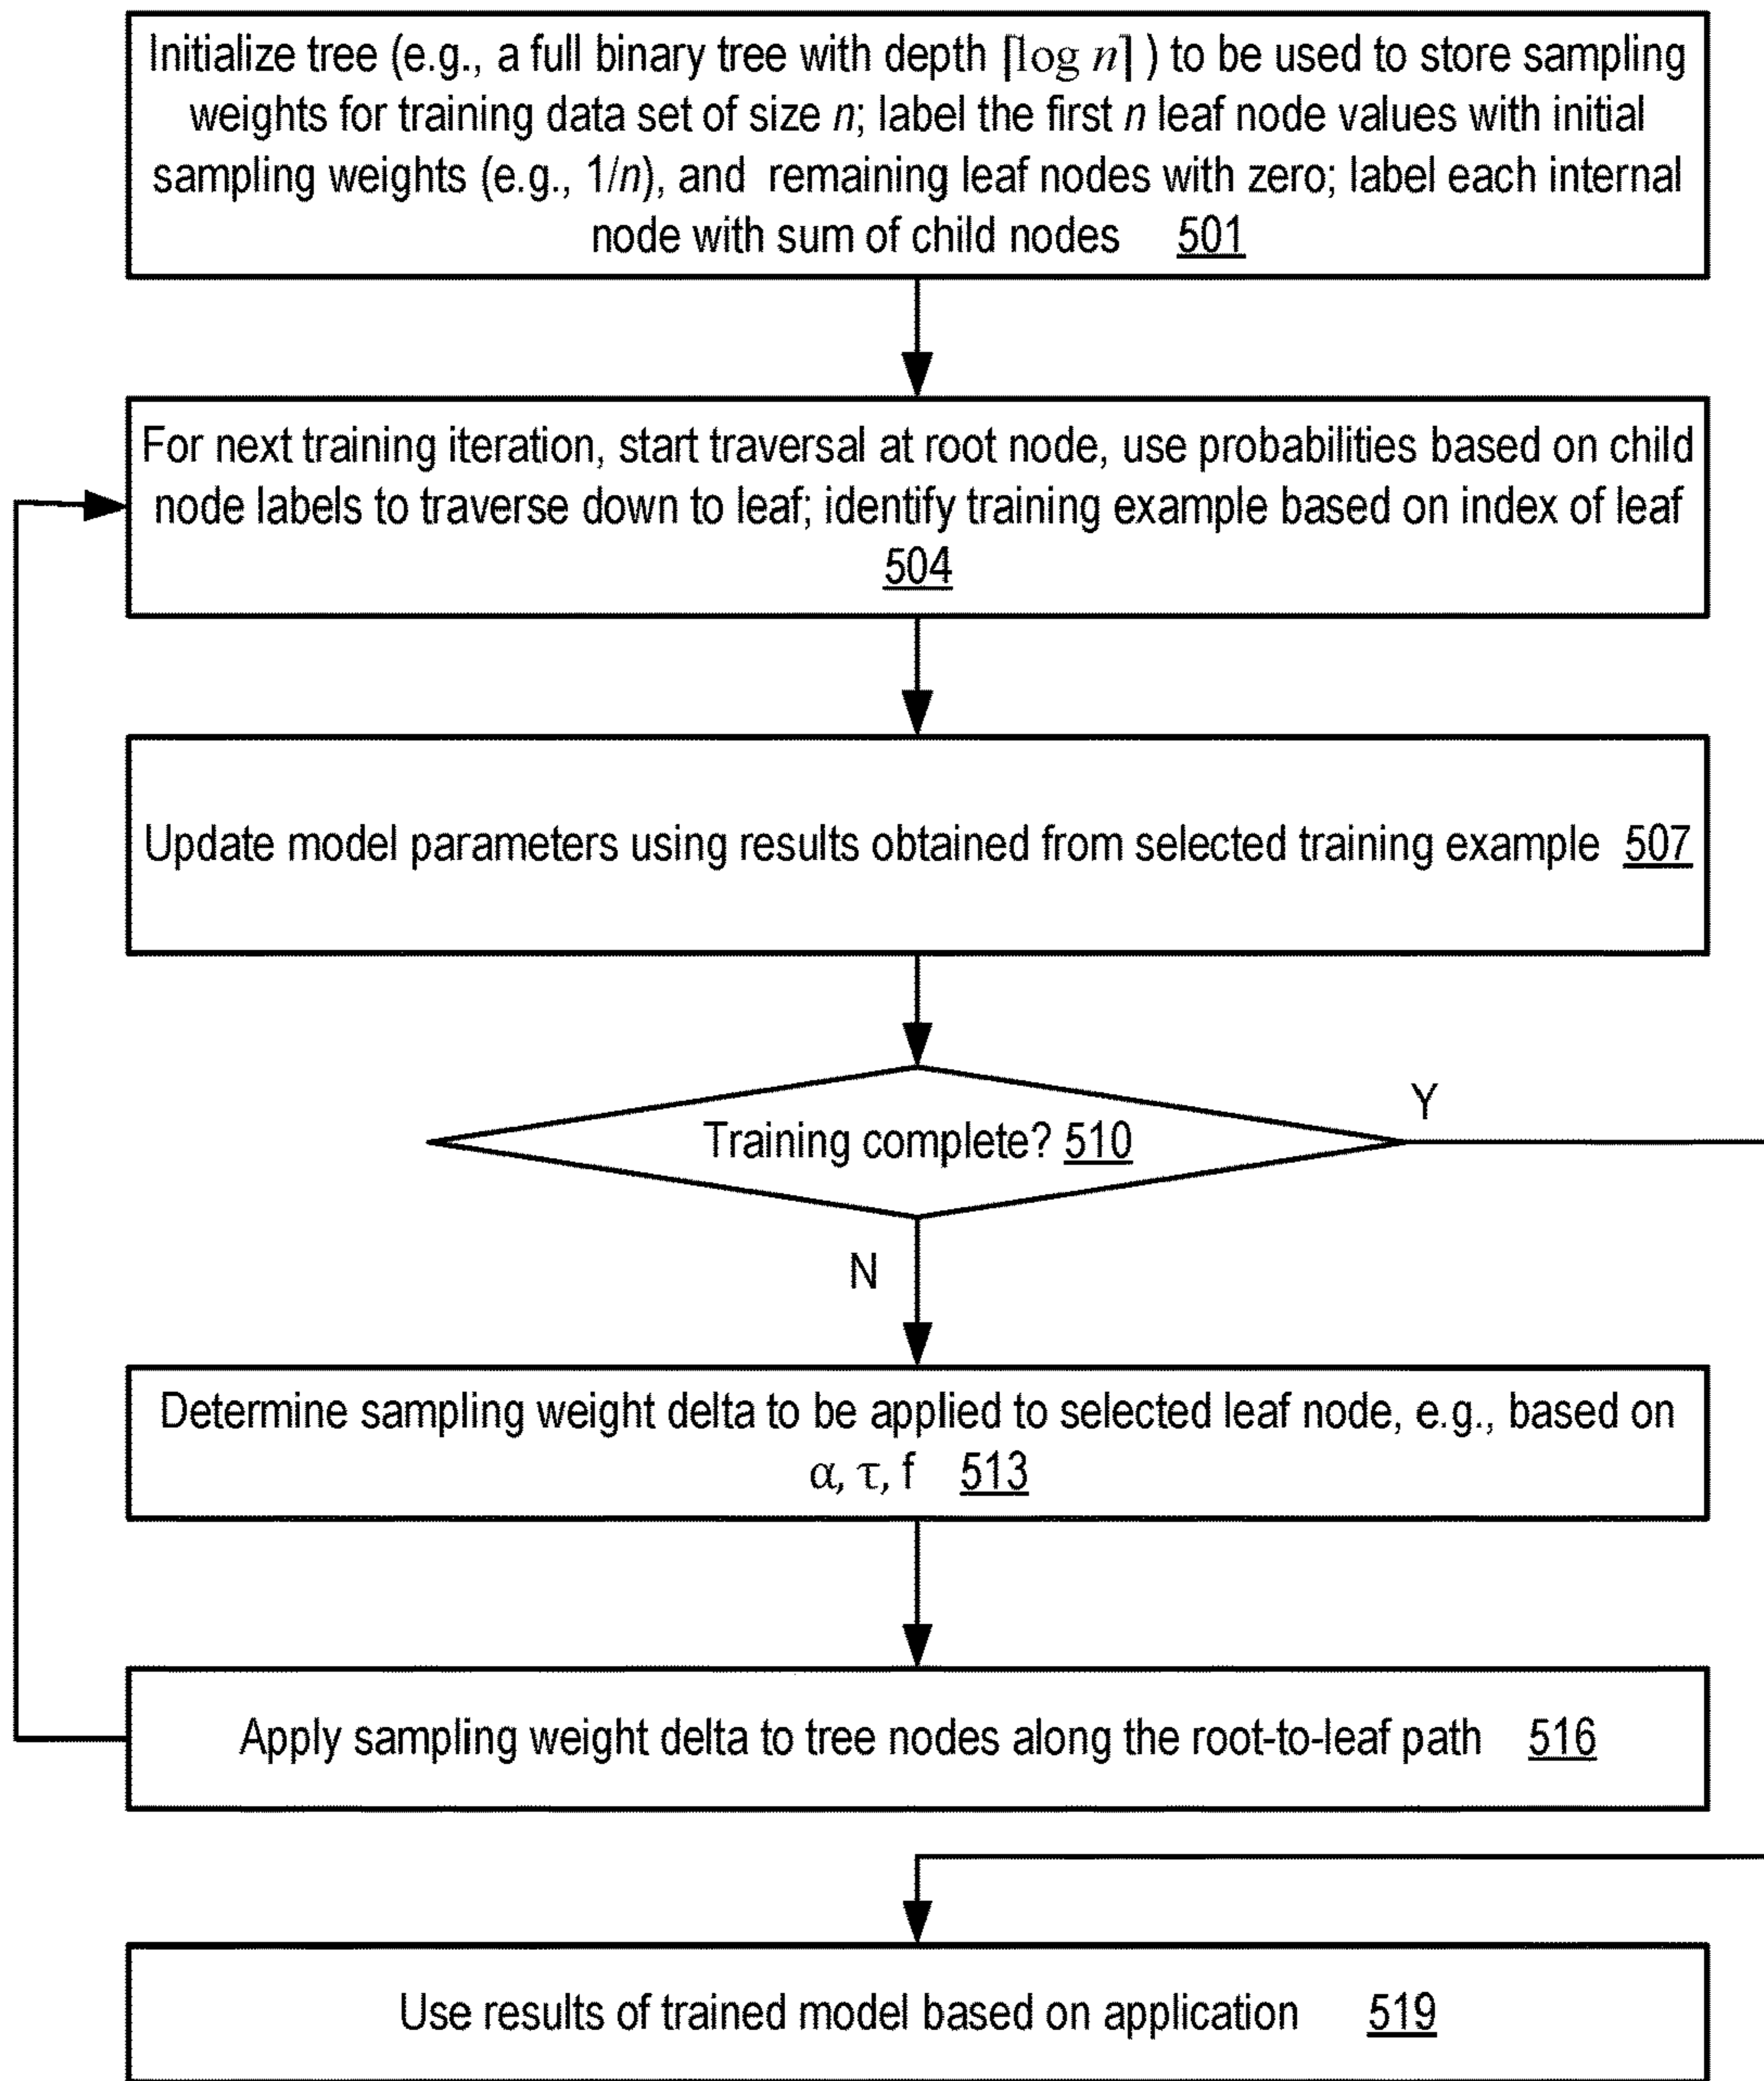 Initialize tree (e.g., a full binary tree with depth ⌈log n⌉ ) to be used to store sampling
weights for training data set of size n; label the first n leaf node values with initial
sampling weights (e.g., 1/n), and remaining leaf nodes with zero; label each internal
node with sum of child nodes 501
For next training iteration, start traversal at root node, use probabilities based on child
node labels to traverse down to leaf; identify training example based on index of leaf
504
Update model parameters using results obtained from selected training example 507
Training complete? 510
Y
N
Determine sampling weight delta to be applied to selected leaf node, e.g., based on
α, τ, f 513
Apply sampling weight delta to tree nodes along the root-to-leaf path 516
Use results of trained model based on application 519